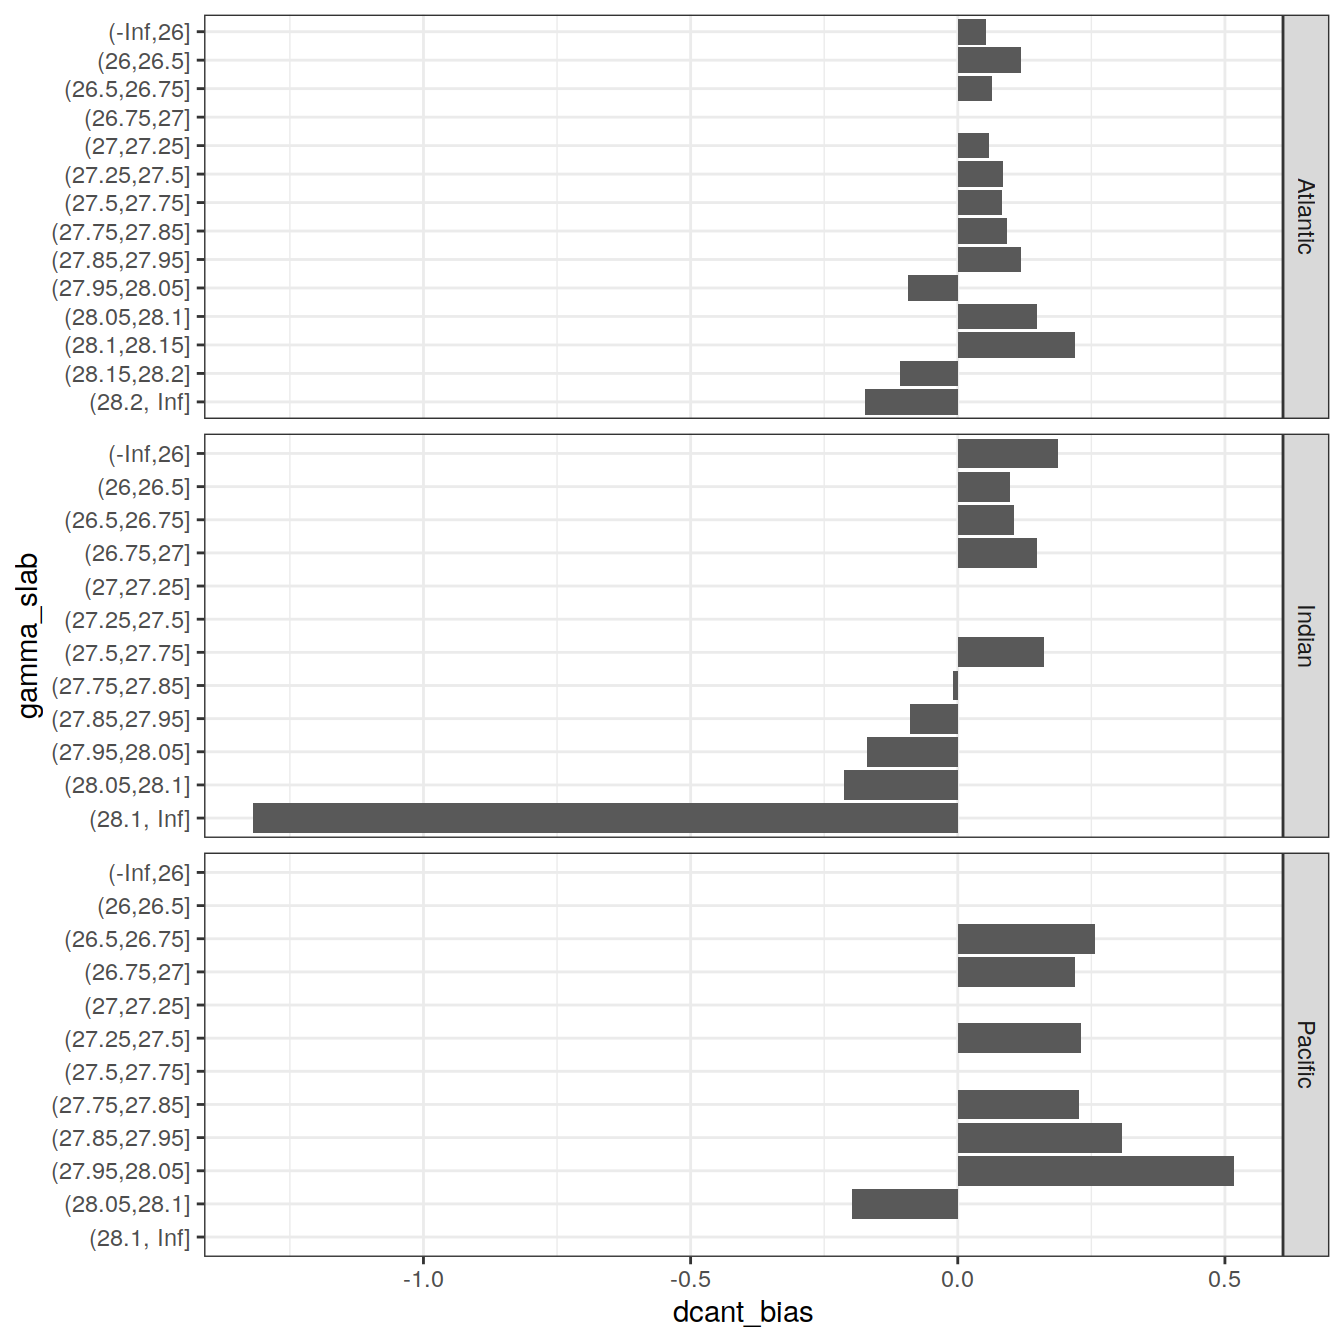 (-Inf,26]
(26,26.5]
(26.5,26.75]
(26.75,27]
(27,27.25]
(27.25,27.5]
(27.5,27.75]
(27.75,27.85]
(27.85,27.95]
(27.95,28.05]
(28.05,28.1]
(28.1,28.15]
(28.15,28.2]
(28.2, Inf]
Atlantic
(-Inf,26]
(26,26.5]
(26.5,26.75]
(26.75,27]
(27,27.25]
(27.25,27.5]
(27.5,27.75]
(27.75,27.85]
(27.85,27.95]
(27.95,28.05]
(28.05,28.1]
(28.1, Inf]
Indian
gamma_slab
(-Inf,26]
(26,26.5]
(26.5,26.75]
(26.75,27]
(27,27.25]
(27.25,27.5]
(27.5,27.75]
(27.75,27.85]
(27.85,27.95]
(27.95,28.05]
(28.05,28.1]
(28.1, Inf]
Pacific
-1.0 -0.5 0.0 0.5
dcant_bias